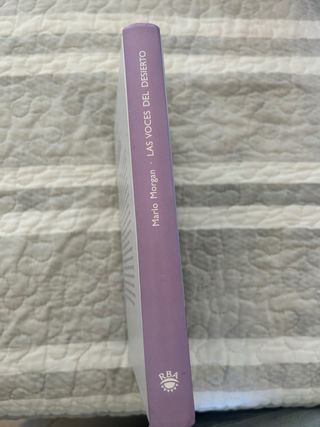 Marlo Morgan · LAS VOCES DEL DESIERTO
RBA